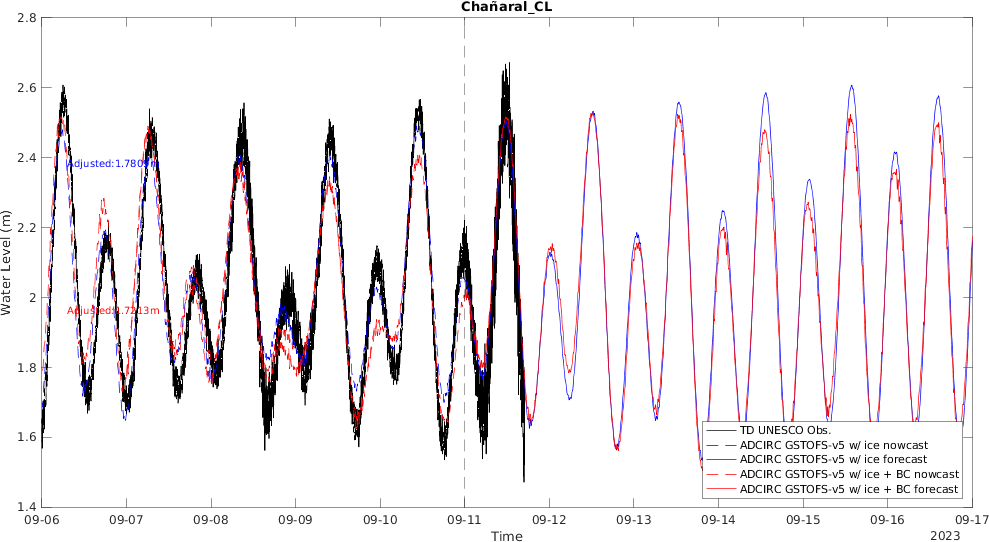 Chañaral_CL
2.8
2.6
2.4
2.2
2
1.8
1.6
1.4
Water Level (m)
Adjusted:1.7809m
Adjusted:1.7213m
TD UNESCO Obs.
ADCIRC GSTOFS-v5 w/ ice nowcast
ADCIRC GSTOFS-v5 w/ ice forecast
ADCIRC GSTOFS-v5 w/ ice + BC nowcast
ADCIRC GSTOFS-v5 w/ ice + BC forecast
09-06 09-07 09-08 09-09 09-10 09-11 09-12 09-13 09-14 09-15 09-16 09-17
Time
2023